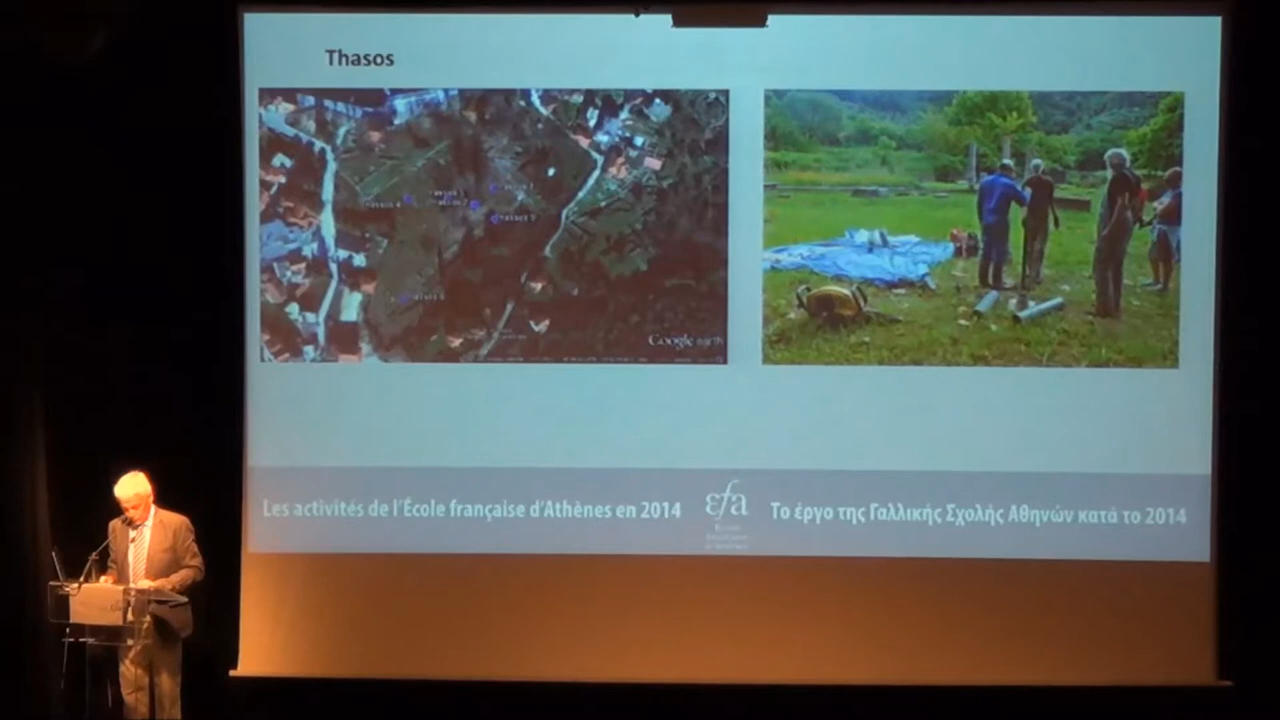 Thasos
Google earth
Les activités de l'École française d'Athènes en 2014
efa
Το έργο της Γαλλικής Σχολής Αθηνών κατά το 2014